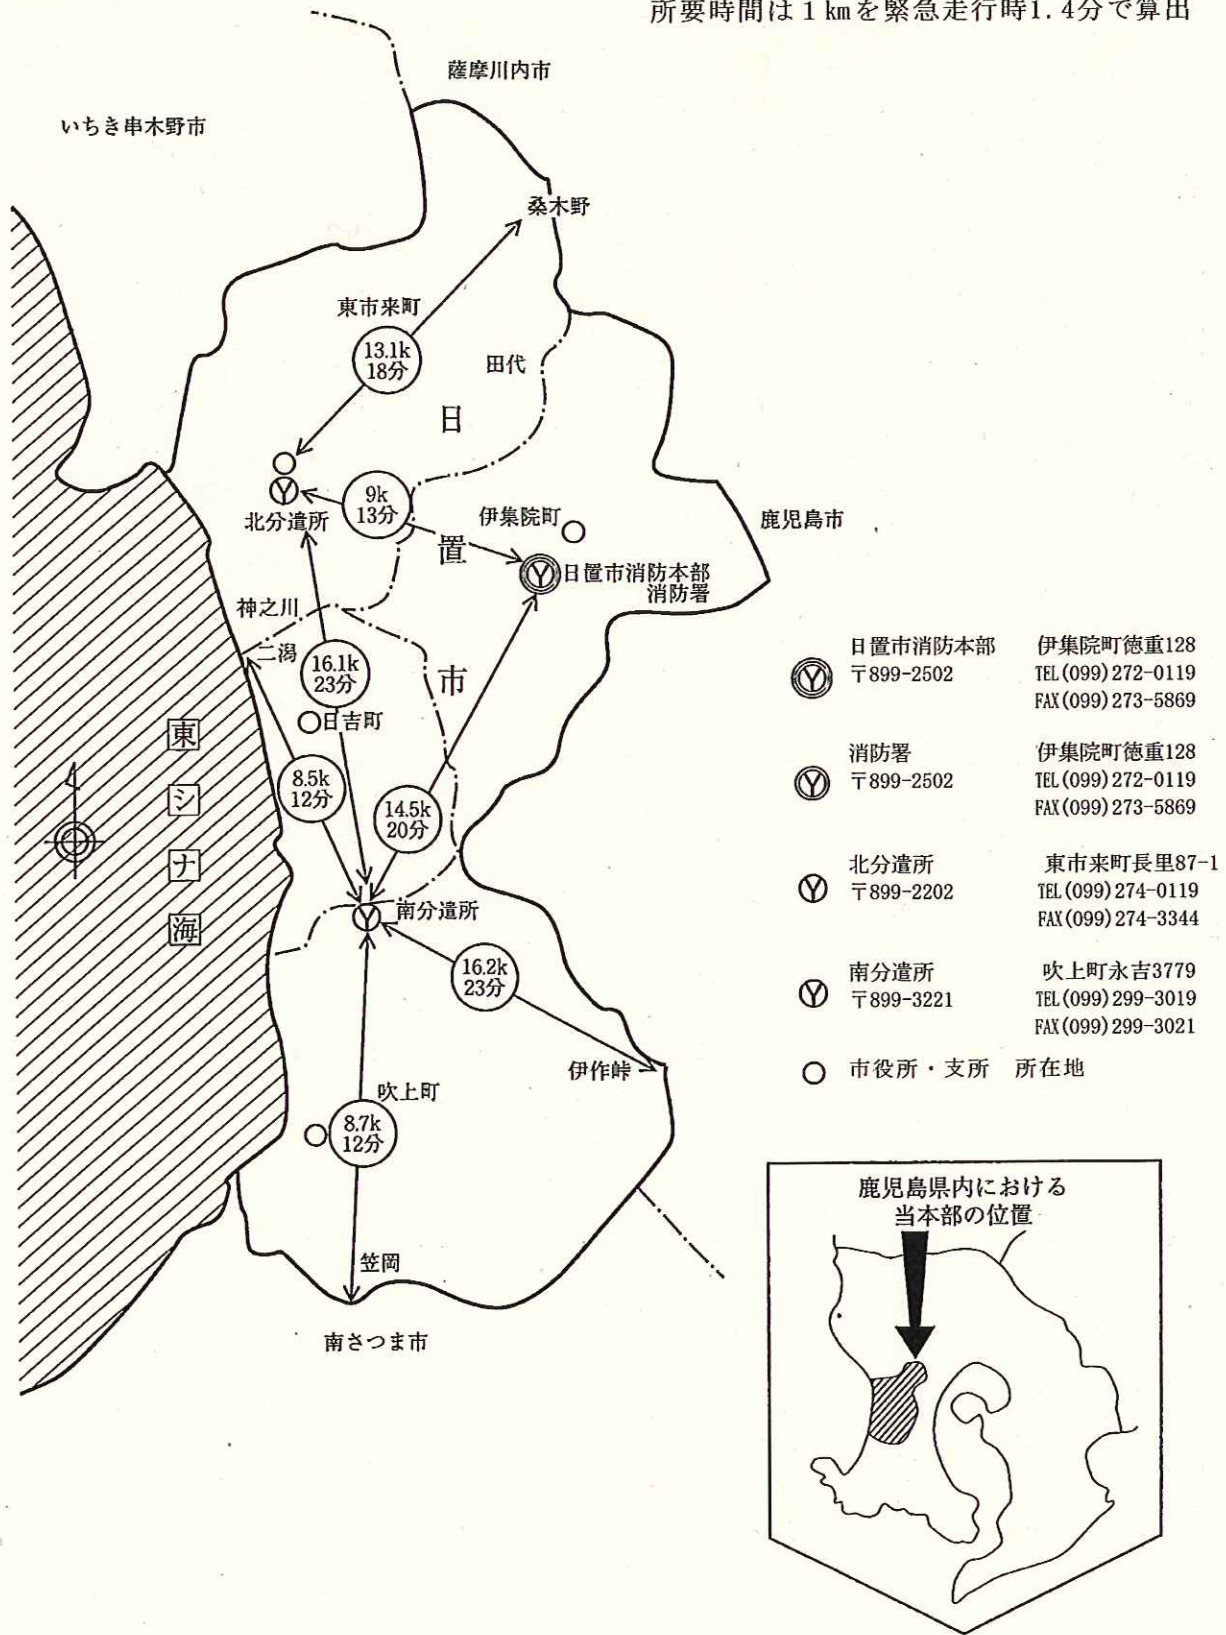 所要時間は1㎞を緊急走行時1.4分で算出
薩摩川内市
いちき串木野市
桑木野
東市来町
13.1k
18分
田代
日
9k
13分
北分遣所
伊集院町
鹿児島市
置
日置市消防本部
消防署
神之川
二潟
16.1k
23分
市
日吉町
東
シ
ナ
海
8.5k
12分
14.5k
20分
南分遣所
16.2k
23分
伊作峠
吹上町
8.7k
12分
笠岡
南さつま市
日置市消防本部 伊集院町徳重128
〒899-2502 TEL(099)272-0119
FAX(099)273-5869
消防署 伊集院町徳重128
〒899-2502 TEL(099)272-0119
FAX(099)273-5869
北分遣所 東市来町長里87-1
〒899-2202 TEL(099)274-0119
FAX(099)274-3344
南分遣所 吹上町永吉3779
〒899-3221 TEL(099)299-3019
FAX(099)299-3021
市役所・支所 所在地
鹿児島県内における
当本部の位置